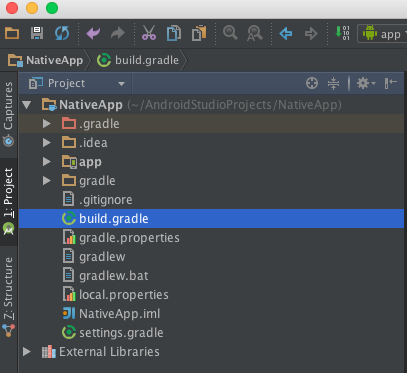 app
NativeApp
build.gradle
Project
Captures
1: Project
Z: Structure
NativeApp (~/AndroidStudioProjects/NativeApp)
.gradle
.idea
app
gradle
.gitignore
build.gradle
gradle.properties
gradlew
gradlew.bat
local.properties
NativeApp.iml
settings.gradle
External Libraries